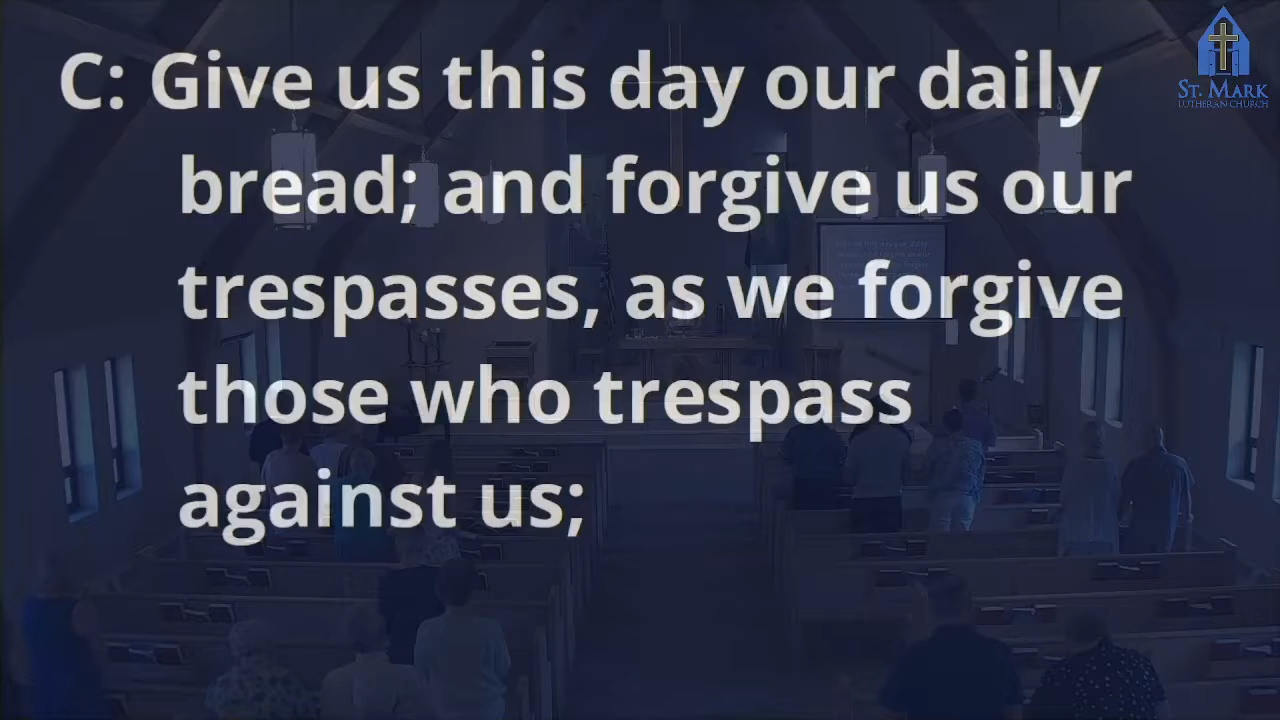 C: Give us this day our daily
bread; and forgive us our
trespasses, as we forgive
those who trespass
against us;
St. Mark
Lutheran Church